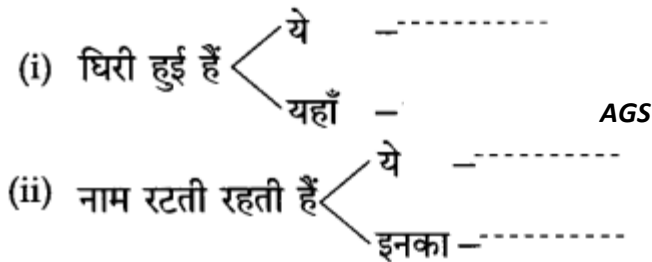 ये – ---------------
(i) घिरी हुई हैं
यहाँ –
AGS
ये – ---------------
(ii) नाम रटती रहती हैं
इनका – ---------------